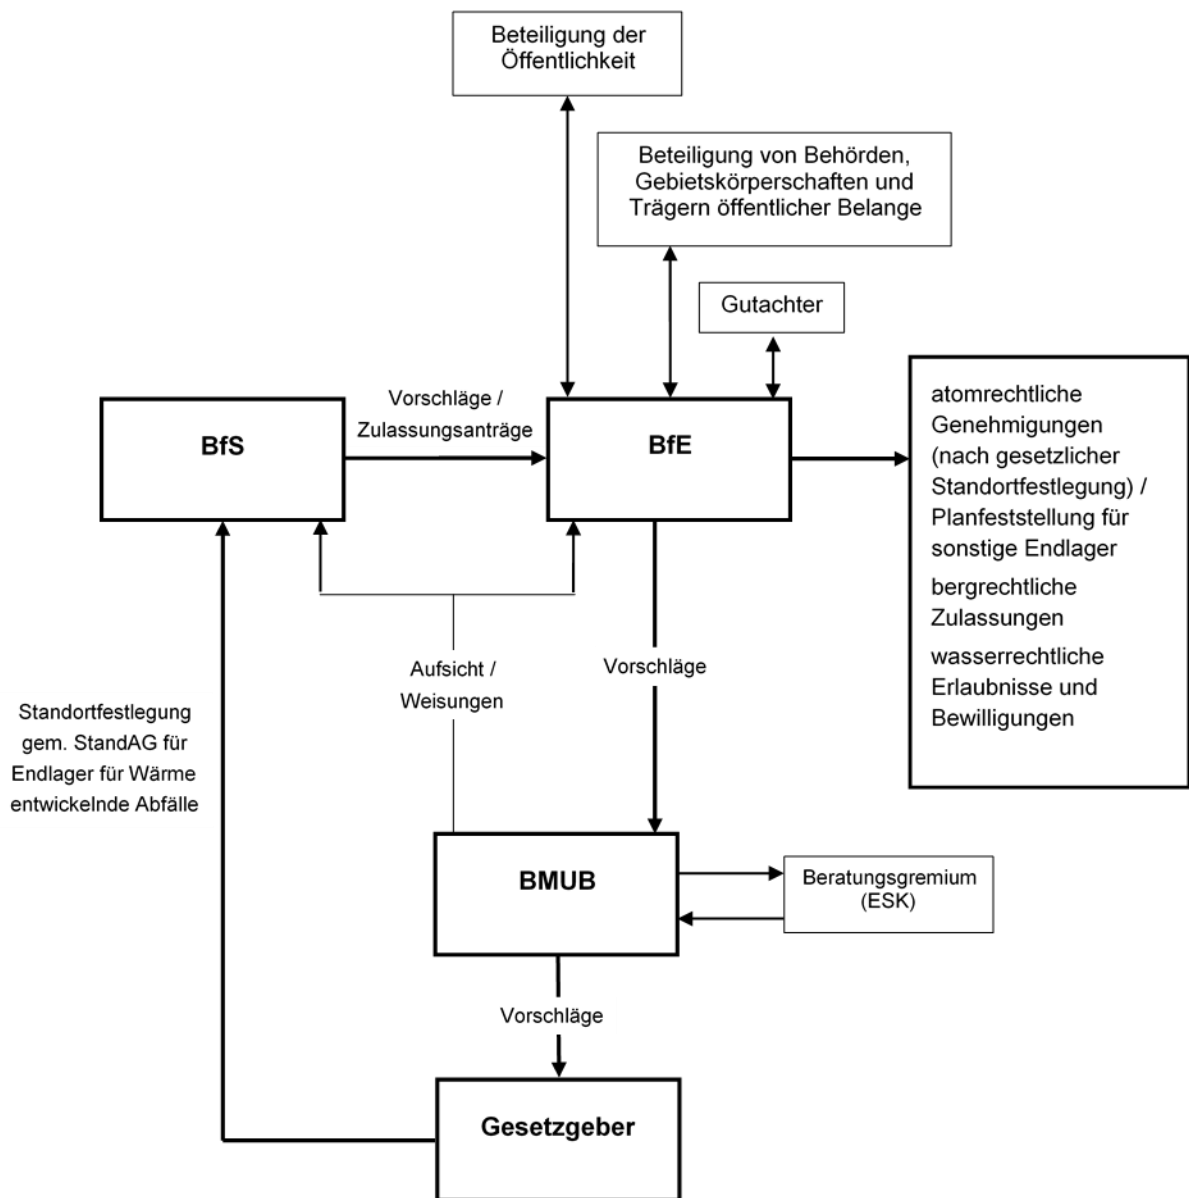 Beteiligung der
Öffentlichkeit
Beteiligung von Behörden,
Gebietskörperschaften und
Trägern öffentlicher Belange
Gutachter
BfS
Vorschläge /
Zulassungsanträge
BfE
atomrechtliche
Genehmigungen
(nach gesetzlicher
Standortfestlegung) /
Planfeststellung für
sonstige Endlager
bergrechtliche
Zulassungen
wasserrechtliche
Erlaubnisse und
Bewilligungen
Aufsicht /
Weisungen
Vorschläge
Standortfestlegung
gem. StandAG für
Endlager für Wärme
entwickelnde Abfälle
BMUB
Beratungsgremium
(ESK)
Vorschläge
Gesetzgeber